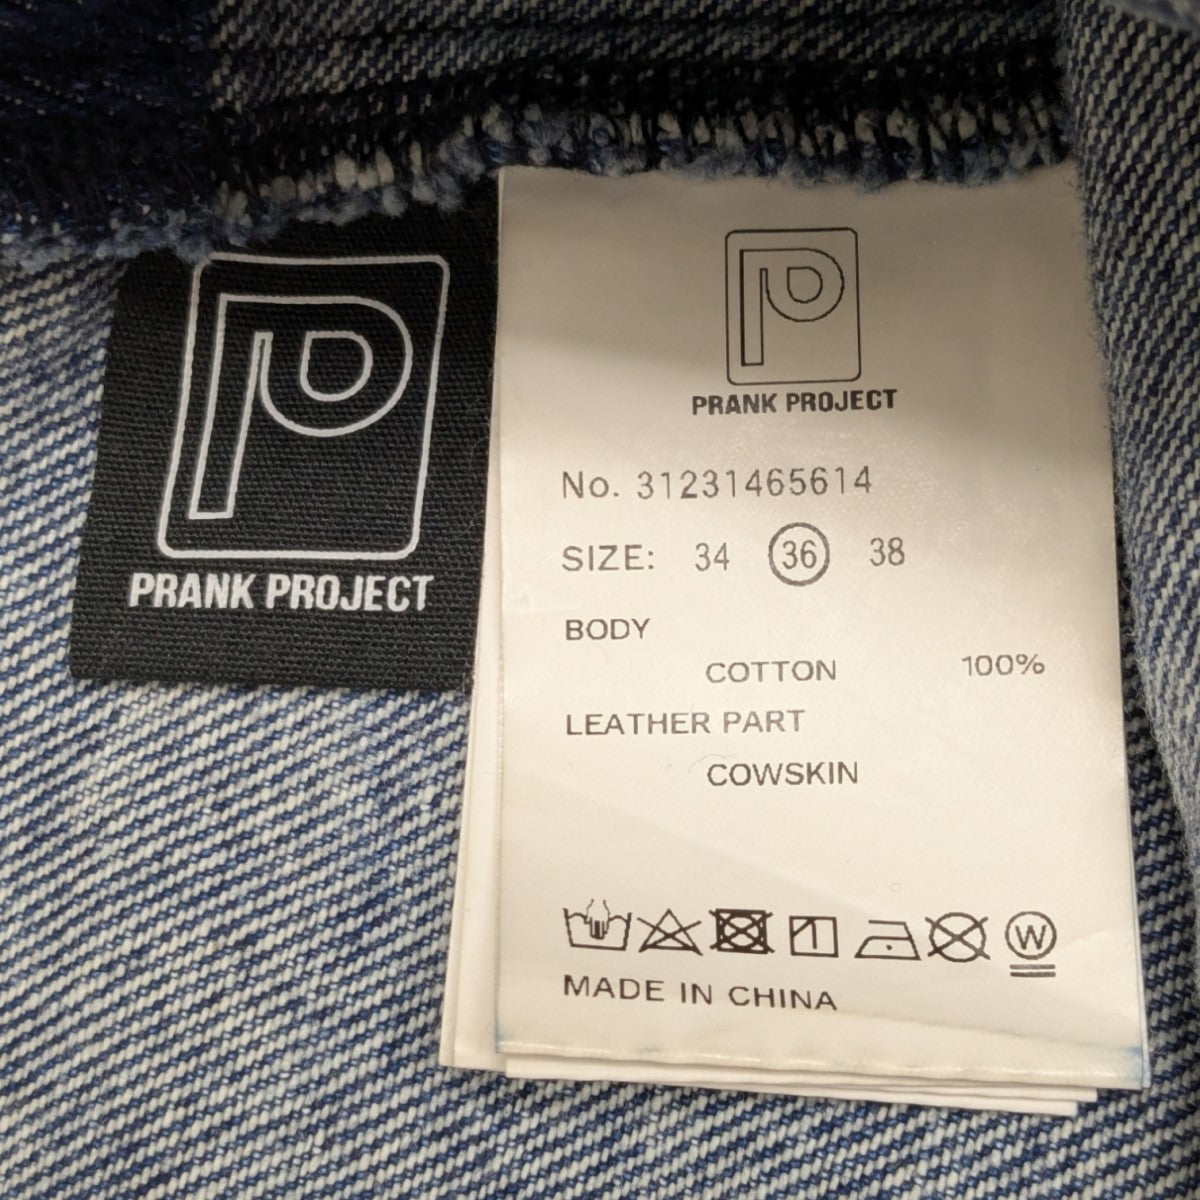 PRANK PROJECT
PRANK PROJECT
No. 31231465614
SIZE: 34 36 38
BODY
COTTON 100%
LEATHER PART
COWSKIN
W
MADE IN CHINA